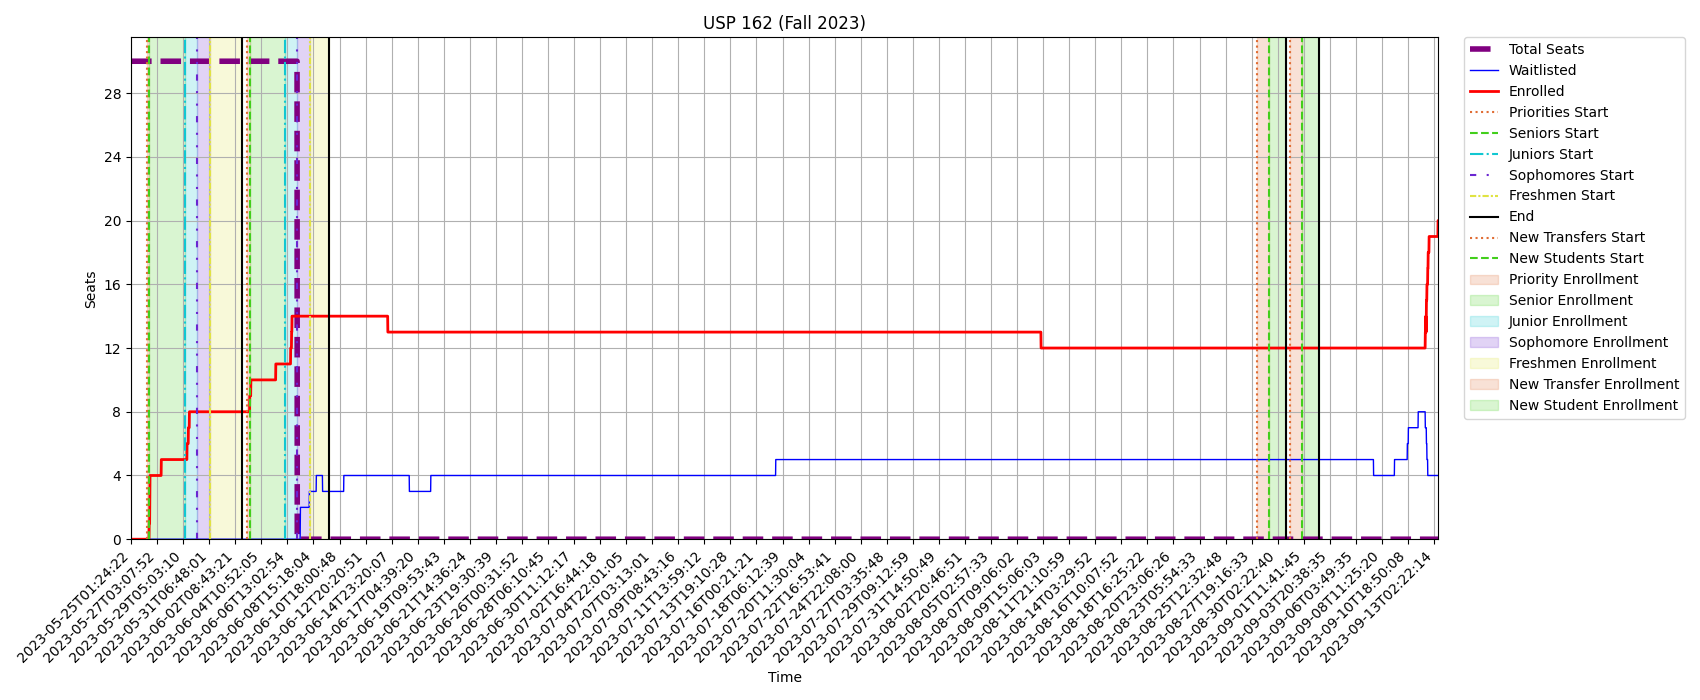 USP 162 (Fall 2023)
Seats
28
24
20
16
12
8
4
0
2023-05-25T01:24:22
2023-05-27T03:07:52
2023-05-29T05:03:10
2023-05-31T06:48:01
2023-06-02T08:43:21
2023-06-04T10:52:05
2023-06-06T13:02:54
2023-06-08T15:18:04
2023-06-10T18:00:48
2023-06-12T20:20:51
2023-06-14T23:20:07
2023-06-17T04:39:20
2023-06-19T09:53:43
2023-06-21T14:36:24
2023-06-23T19:30:39
2023-06-26T00:31:52
2023-06-28T06:10:45
2023-06-30T11:12:17
2023-07-02T16:44:18
2023-07-04T22:01:05
2023-07-07T03:13:01
2023-07-09T08:43:16
2023-07-11T13:59:12
2023-07-13T19:10:28
2023-07-16T00:21:21
2023-07-18T06:12:39
2023-07-20T11:30:04
2023-07-22T16:53:41
2023-07-24T22:08:00
2023-07-27T03:35:48
2023-07-29T09:12:59
2023-07-31T14:50:49
2023-08-02T20:46:51
2023-08-05T02:57:33
2023-08-07T09:06:02
2023-08-09T15:06:03
2023-08-11T21:10:59
2023-08-14T03:29:52
2023-08-16T10:07:52
2023-08-18T16:25:22
2023-08-20T23:06:26
2023-08-23T05:54:33
2023-08-25T12:32:48
2023-08-27T19:16:33
2023-08-30T02:22:40
2023-09-01T11:41:45
2023-09-03T20:38:35
2023-09-06T03:49:35
2023-09-08T11:25:20
2023-09-10T18:50:08
2023-09-13T02:22:14
Time
Total Seats
Waitlisted
Enrolled
Priorities Start
Seniors Start
Juniors Start
Sophomores Start
Freshmen Start
End
New Transfers Start
New Students Start
Priority Enrollment
Senior Enrollment
Junior Enrollment
Sophomore Enrollment
Freshmen Enrollment
New Transfer Enrollment
New Student Enrollment